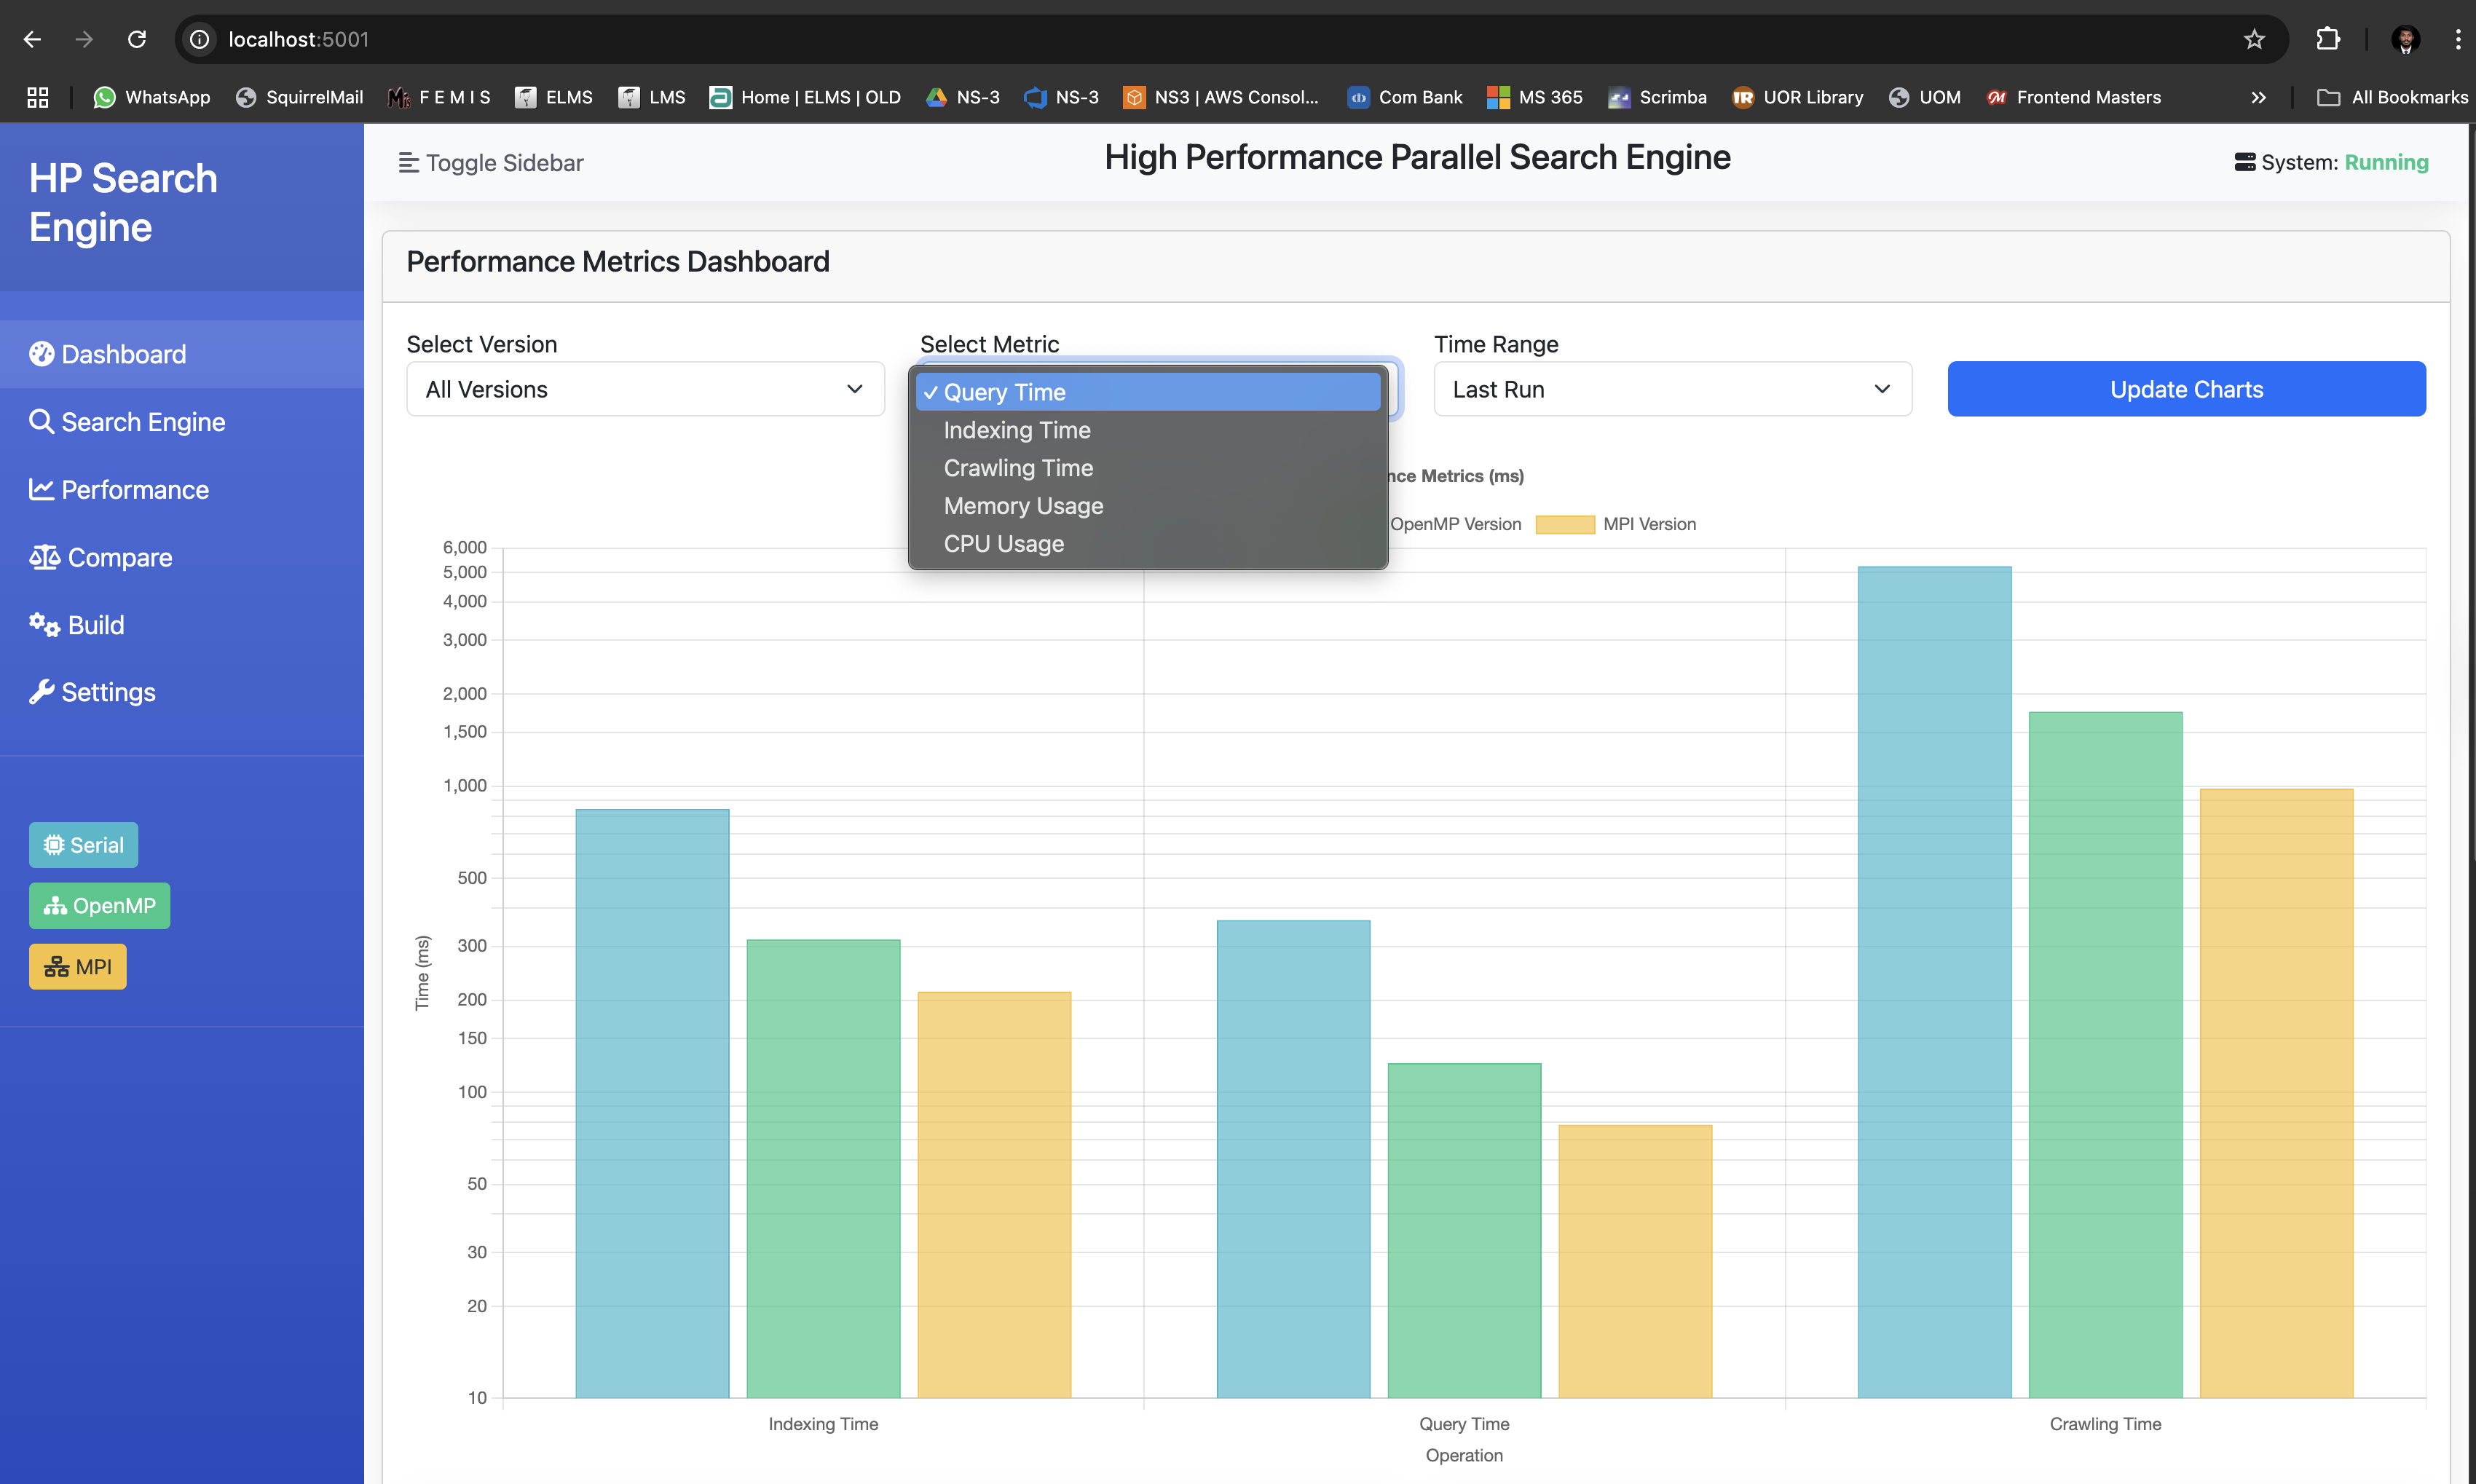 localhost:5001
WhatsApp
SquirrelMail
F E M I S
ELMS
LMS
Home | ELMS | OLD
NS-3
NS-3
NS3 | AWS Consol...
Com Bank
MS 365
Scrimba
UOR Library
UOM
Frontend Masters
All Bookmarks
HP Search
Engine
Toggle Sidebar
High Performance Parallel Search Engine
System: Running
Dashboard
Search Engine
Performance
Compare
Build
Settings
Serial
OpenMP
MPI
Performance Metrics Dashboard
Select Version
All Versions
Select Metric
✓ Query Time
Indexing Time
Crawling Time
Memory Usage
CPU Usage
Time Range
Last Run
Update Charts
nce Metrics (ms)
OpenMP Version
MPI Version
6,000
5,000
4,000
3,000
2,000
1,500
1,000
500
300
200
150
100
50
30
20
10
Time (ms)
Indexing Time
Query Time
Crawling Time
Operation